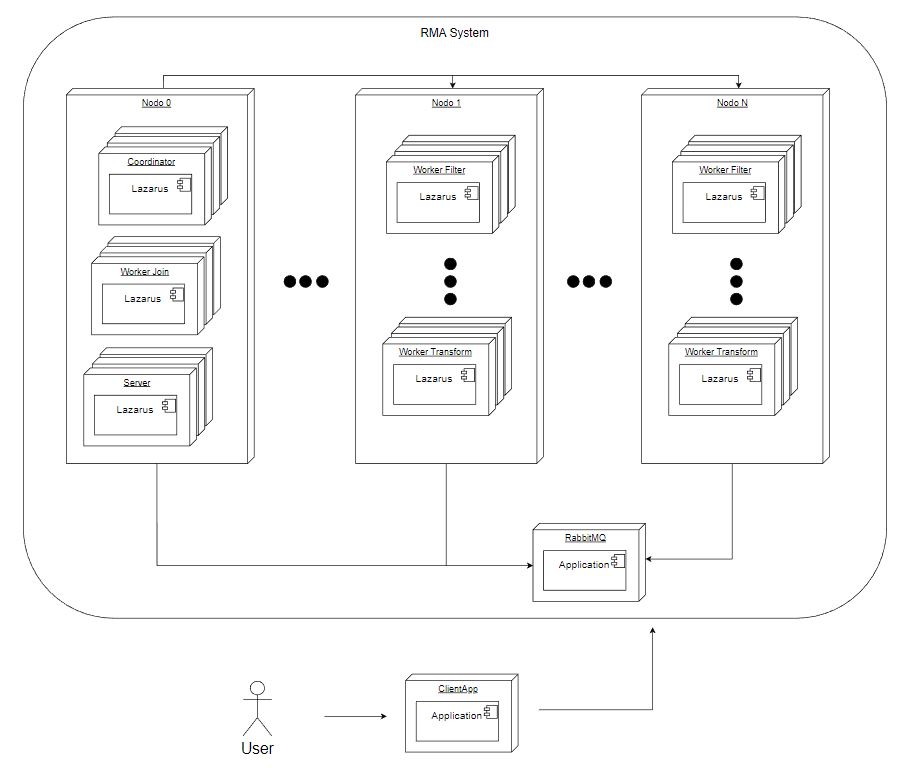 RMA System
Nodo 0
Nodo 1
Nodo N
Coordinator
Lazarus
Worker Join
Lazarus
Server
Lazarus
Worker Filter
Lazarus
Worker Transform
Lazarus
Worker Filter
Lazarus
Worker Transform
Lazarus
RabbitMQ
Application
User
ClientApp
Application